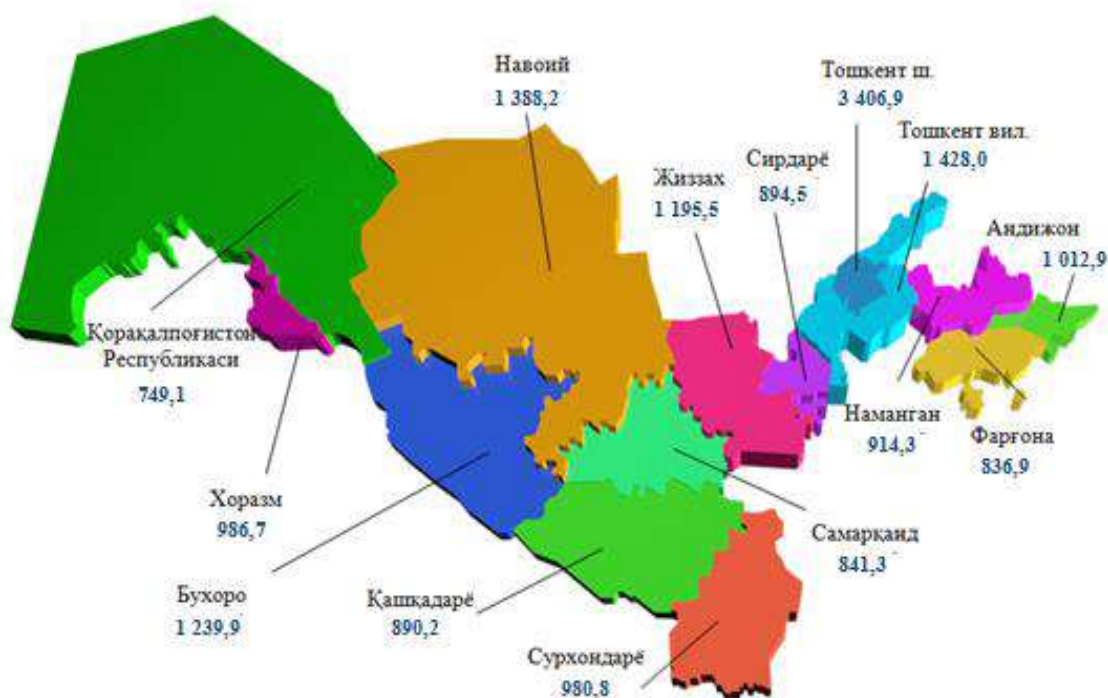 Навоий
1 388,2
Тошкент ш.
3 406,9
Тошкент вил.
1 428,0
Сирдарё
894,5
Жиззах
1 195,5
Андижон
1 012,9
Қорақалпоғистон
Республикаси
749,1
Наманган
914,3
Фарғона
836,9
Хоразм
986,7
Самарқанд
841,3
Бухоро
1 239,9
Қашқадарё
890,2
Сурхондарё
980,8